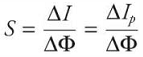 S = ΔI / ΔΦ = ΔI_p / ΔΦ